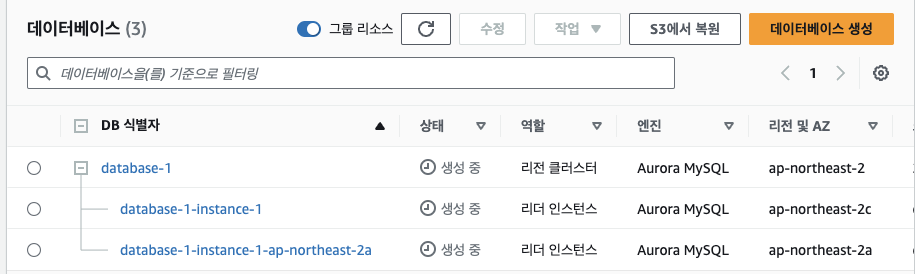 데이터베이스 (3) 그룹 리소스 수정 작업 S3에서 복원 데이터베이스 생성
데이터베이스을(를) 기준으로 필터링 1
DB 식별자 상태 역할 엔진 리전 및 AZ
database-1 생성 중 리전 클러스터 Aurora MySQL ap-northeast-2
database-1-instance-1 생성 중 리더 인스턴스 Aurora MySQL ap-northeast-2c
database-1-instance-1-ap-northeast-2a 생성 중 리더 인스턴스 Aurora MySQL ap-northeast-2a